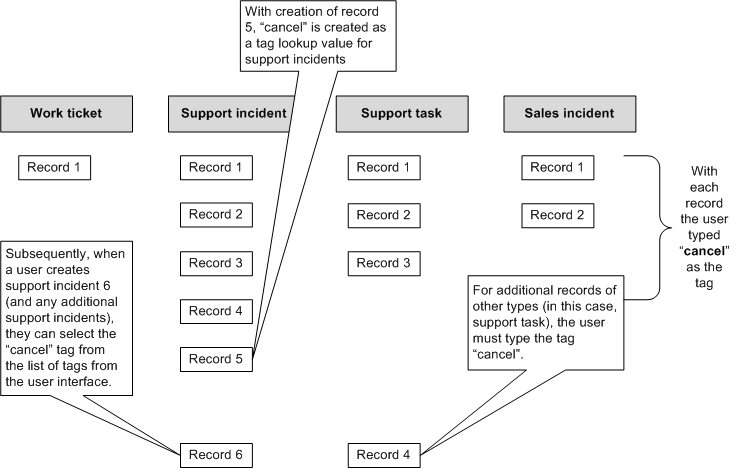 With creation of record
5, “cancel” is created as
a tag lookup value for
support incidents
Work ticket
Support incident
Support task
Sales incident
Record 1
Record 1
Record 1
Record 1
Record 2
Record 2
Record 2
Record 3
Record 3
Record 4
Record 5
With
each
record
the user
typed
“cancel”
as the
tag
Subsequently, when
a user creates
support incident 6
(and any additional
support incidents),
they can select the
“cancel” tag from
the list of tags from
the user interface.
For additional records of
other types (in this case,
support task), the user
must type the tag
“cancel”.
Record 6
Record 4